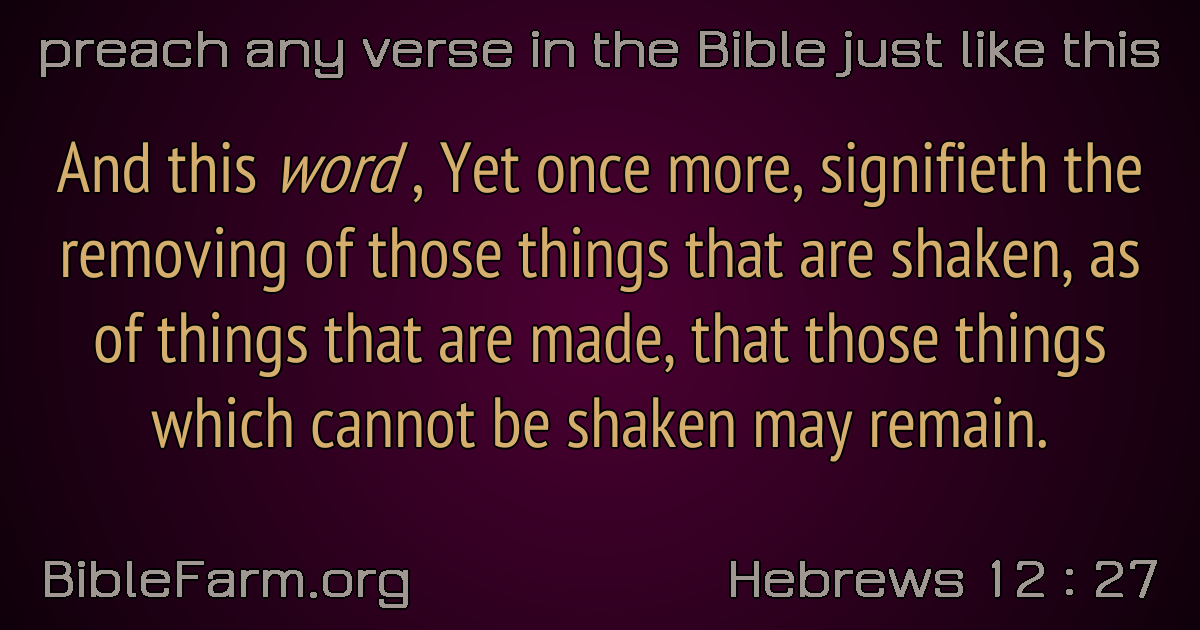 preach any verse in the Bible just like this
And this word , Yet once more, signifieth the
removing of those things that are shaken, as
of things that are made, that those things
which cannot be shaken may remain.
BibleFarm.org
Hebrews 12 : 27